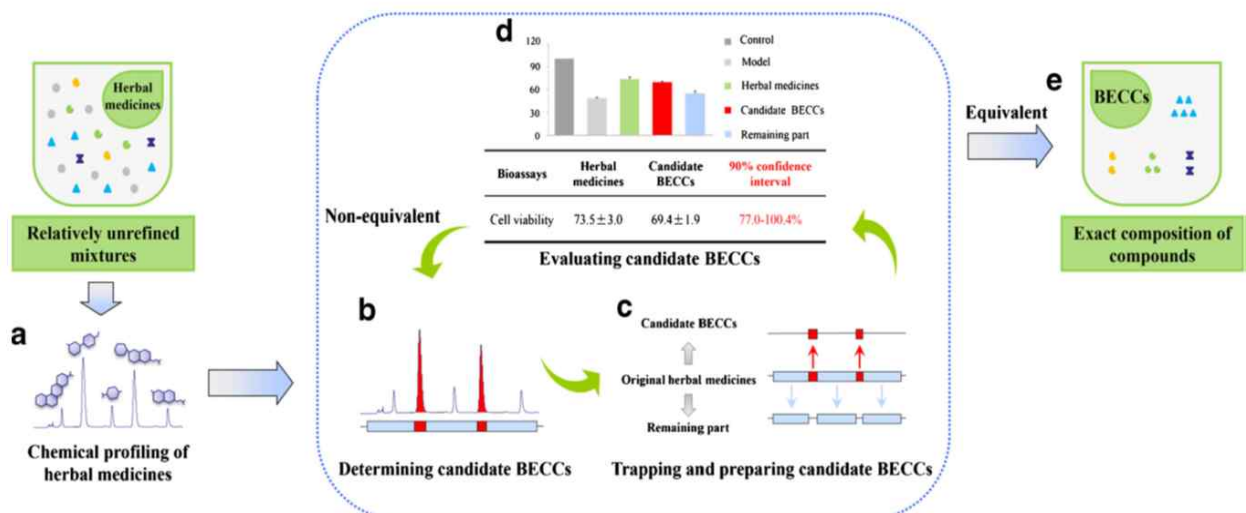 Herbal
medicines
Relatively unrefined
mixtures
a
Chemical profiling of
herbal medicines
d
120
90
60
30
0
Control
Model
Herbal medicines
Candidate BECCs
Remaining part
Bioassays
Herbal
medicines
Candidate
BECCs
90% confidence
interval
Cell viability
73.5±3.0
69.4±1.9
77.0-100.4%
Evaluating candidate BECCs
Non-equivalent
b
Determining candidate BECCs
c
Candidate BECCs
Original herbal medicines
Remaining part
Trapping and preparing candidate BECCs
Equivalent
e
BECCs
Exact composition of
compounds